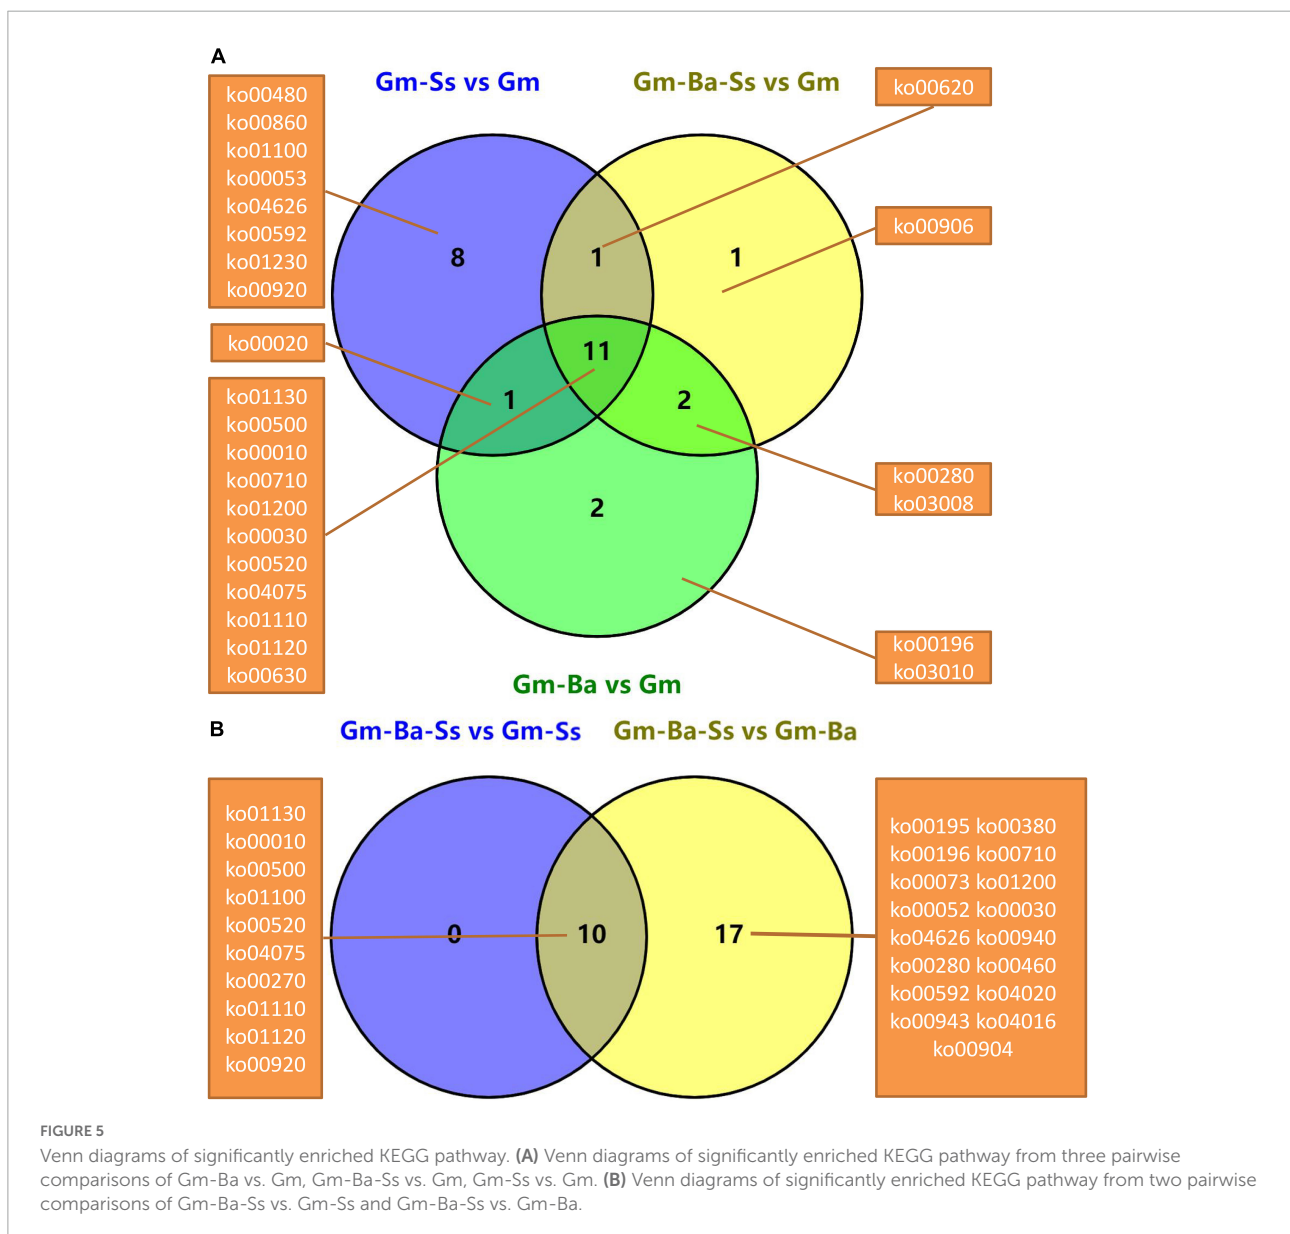 A
Gm-Ss vs Gm
Gm-Ba-Ss vs Gm
ko00480
ko00860
ko01100
ko00053
ko04626
ko00592
ko01230
ko00920
ko00620
ko00906
8
1
1
ko00020
11
1
2
ko01130
ko00500
ko00010
ko00710
ko01200
ko00030
ko00520
ko04075
ko01110
ko01120
ko00630
ko00280
ko03008
2
ko00196
ko03010
Gm-Ba vs Gm
B
Gm-Ba-Ss vs Gm-Ss
Gm-Ba-Ss vs Gm-Ba
ko01130
ko00010
ko00500
ko01100
ko00520
ko04075
ko00270
ko01110
ko01120
ko00920
0
10
17
ko00195 ko00380
ko00196 ko00710
ko00073 ko01200
ko00052 ko00030
ko04626 ko00940
ko00280 ko00460
ko00592 ko04020
ko00943 ko04016
ko00904
FIGURE 5
Venn diagrams of significantly enriched KEGG pathway. (A) Venn diagrams of significantly enriched KEGG pathway from three pairwise
comparisons of Gm-Ba vs. Gm, Gm-Ba-Ss vs. Gm, Gm-Ss vs. Gm. (B) Venn diagrams of significantly enriched KEGG pathway from two pairwise
comparisons of Gm-Ba-Ss vs. Gm-Ss and Gm-Ba-Ss vs. Gm-Ba.